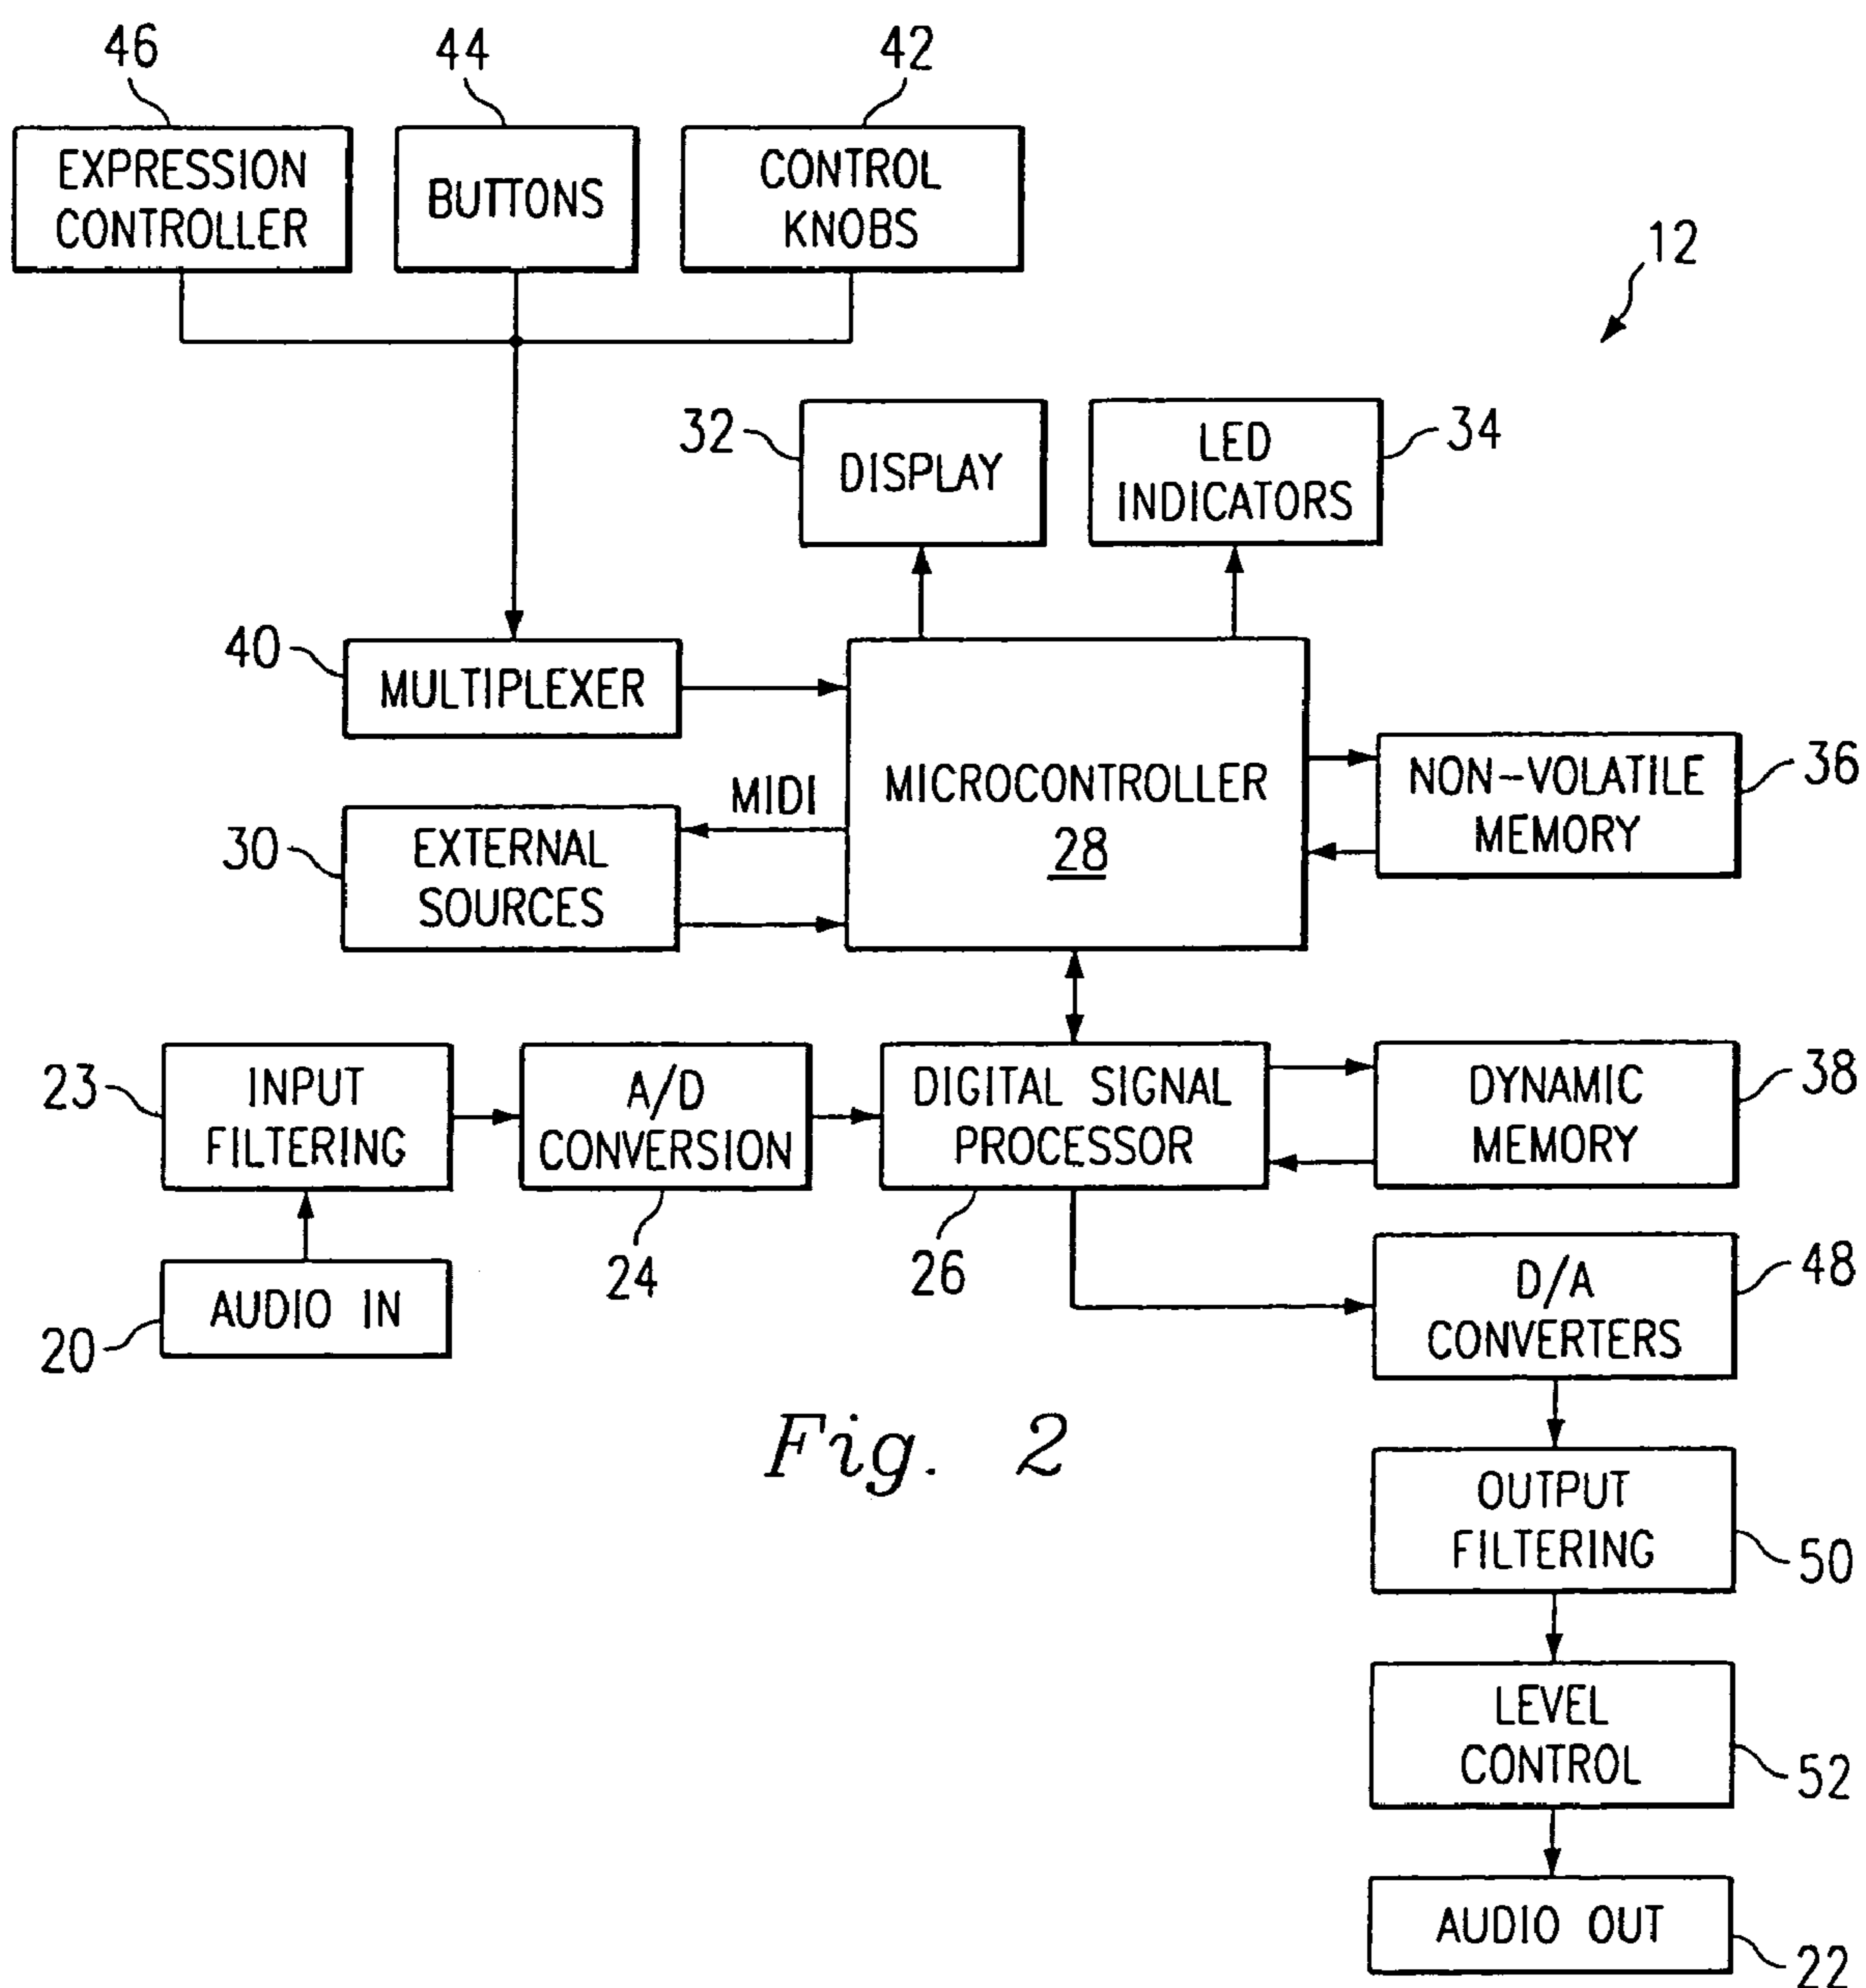 46
44
42
EXPRESSION
CONTROLLER
BUTTONS
CONTROL
KNOBS
12
32
DISPLAY
LED
INDICATORS
34
40
MULTIPLEXER
MICROCONTROLLER
28
NON-VOLATILE
MEMORY
36
MIDI
30
EXTERNAL
SOURCES
23
INPUT
FILTERING
A/D
CONVERSION
24
DIGITAL SIGNAL
PROCESSOR
26
DYNAMIC
MEMORY
38
20
AUDIO IN
D/A
CONVERTERS
48
Fig. 2
OUTPUT
FILTERING
50
LEVEL
CONTROL
52
AUDIO OUT
22